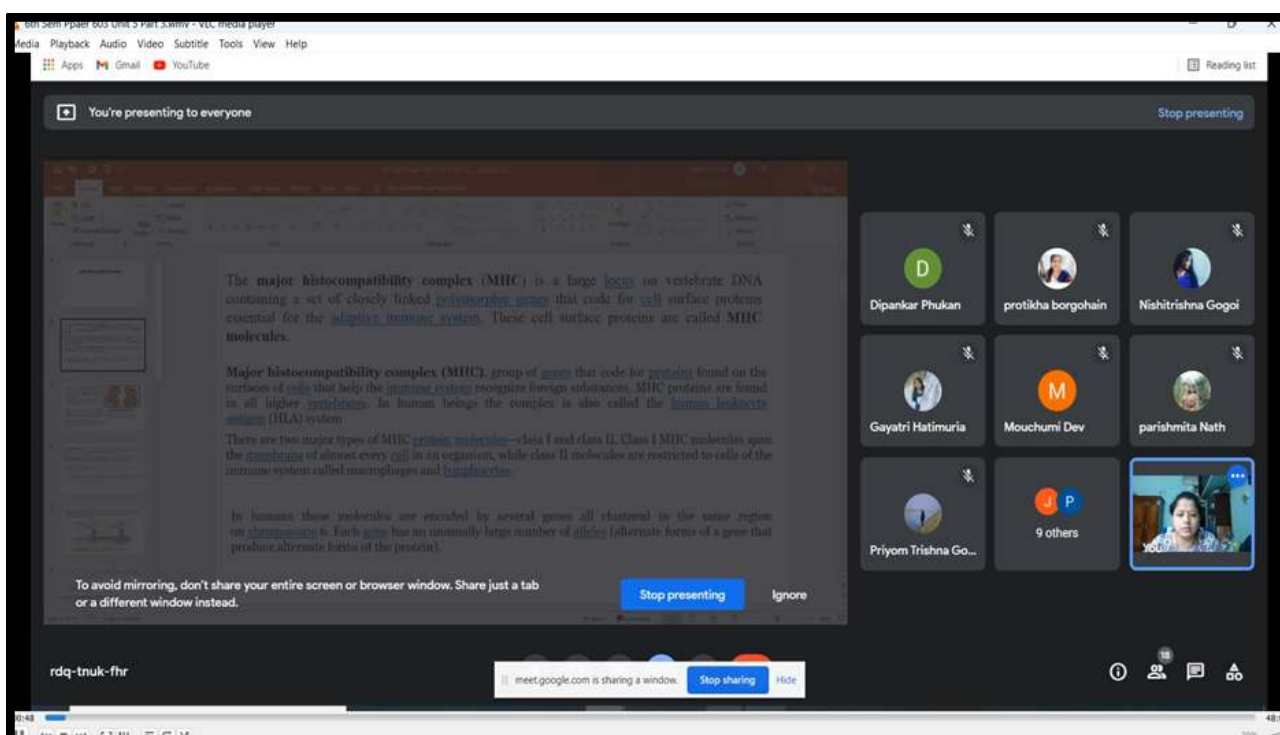 6th Sem Ppaer 603 Unit 5 Part 3.wmv - VLC media player
Media Playback Audio Video Subtitle Tools View Help
Apps Gmail YouTube
Reading list
You're presenting to everyone
Stop presenting
The major histocompatibility complex (MHC) is a large locus on vertebrate DNA
containing a set of closely linked polymorphic genes that code for cell surface proteins
essential for the adaptive immune system. These cell surface proteins are called MHC
molecules.
Major histocompatibility complex (MHC), group of genes that code for proteins found on the
surfaces of cells that help the immune system recognize foreign substances. MHC proteins are found
in all higher vertebrates. In human beings the complex is also called the human leukocyte
antigen (HLA) system
There are two major types of MHC protein molecules—class I and class II. Class I MHC molecules span
the membrane of almost every cell in an organism, while class II molecules are restricted to cells of the
immune system called macrophages and lymphocytes.
In humans these molecules are encoded by several genes all clustered in the same region
on chromosome 6. Each gene has an unusually large number of alleles (alternate forms of a gene that
produce alternate forms of the protein).
To avoid mirroring, don't share your entire screen or browser window. Share just a tab
or a different window instead.
Stop presenting
Ignore
D
Dipankar Phukan
protikha borgohain
Nishitrishna Gogoi
Gayatri Hatimuria
M
Mouchumi Dev
parishmita Nath
Priyom Trishna Go...
J P
9 others
You
rdq-tnuk-fhr
meet.google.com is sharing a window.
Stop sharing
Hide
18